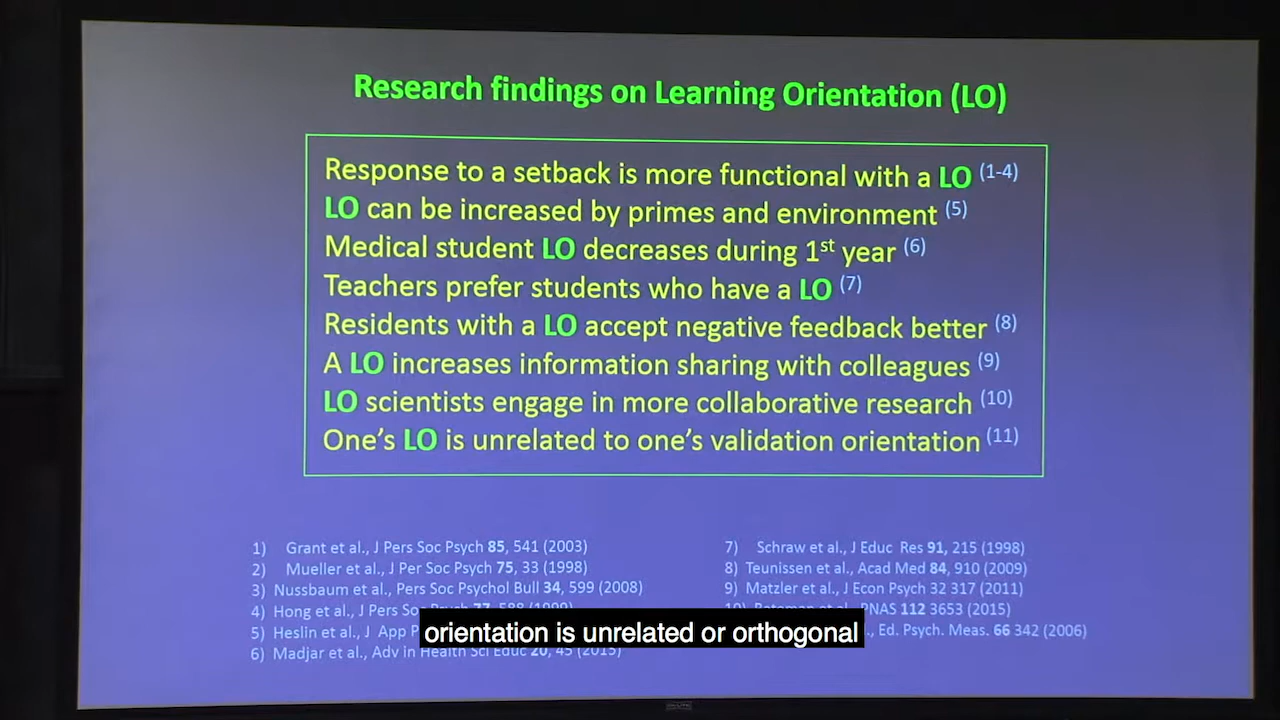 Research findings on Learning Orientation (LO)
Response to a setback is more functional with a LO (1-4)
LO can be increased by primes and environment (5)
Medical student LO decreases during 1st year (6)
Teachers prefer students who have a LO (7)
Residents with a LO accept negative feedback better (8)
A LO increases information sharing with colleagues (9)
LO scientists engage in more collaborative research (10)
One's LO is unrelated to one's validation orientation (11)
1) Grant et al., J Pers Soc Psych 85, 541 (2003)
2) Mueller et al., J Per Soc Psych 75, 33 (1998)
3) Nussbaum et al., Pers Soc Psychol Bull 34, 599 (2008)
4) Hong et al., J Pers So
5) Heslin et al., J App P
6) Madjar et al., Adv in Health Sci Educ 20, 45 (2015)
7) Schraw et al., J Educ Res 91, 215 (1998)
8) Teunissen et al., Acad Med 84, 910 (2009)
9) Matzler et al., J Econ Psych 32 317 (2011)
PNAS 112 3653 (2015)
., Ed. Psych. Meas. 66 342 (2006)
orientation is unrelated or orthogonal